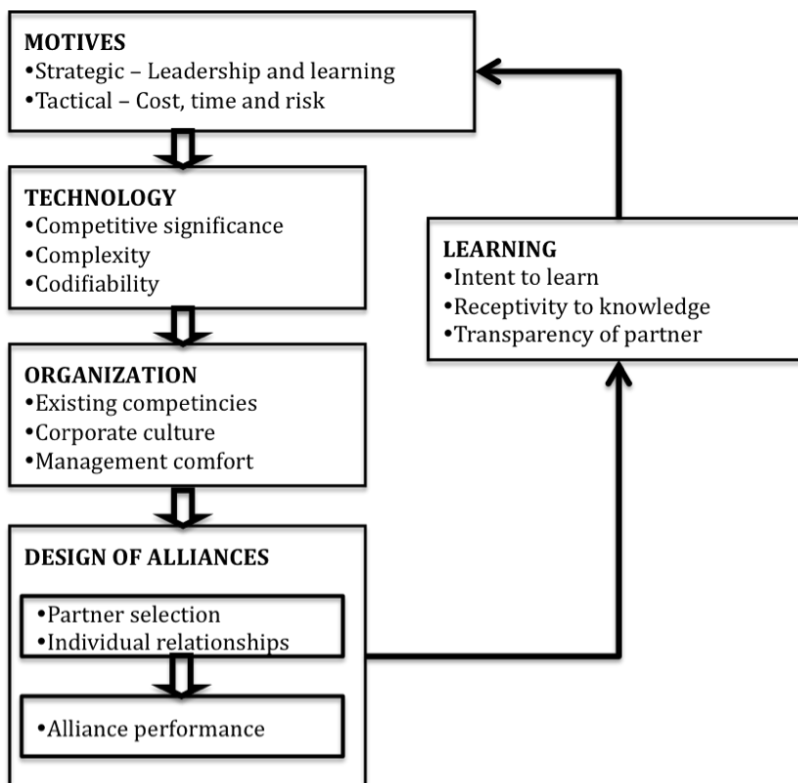 MOTIVES
•Strategic – Leadership and learning
•Tactical – Cost, time and risk
TECHNOLOGY
•Competitive significance
•Complexity
•Codifiability
ORGANIZATION
•Existing competincies
•Corporate culture
•Management comfort
DESIGN OF ALLIANCES
•Partner selection
•Individual relationships
•Alliance performance
LEARNING
•Intent to learn
•Receptivity to knowledge
•Transparency of partner